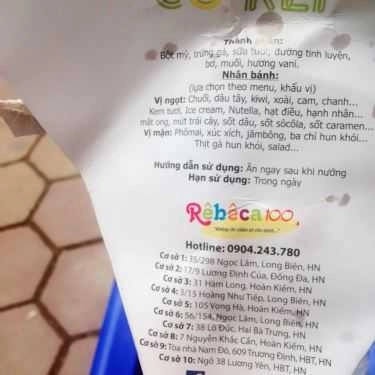 Thành phần:
Bột mỳ, trứng gà, sữa tươi, đường tinh luyện,
bơ, muối, hương vani.
Nhân bánh:
(lựa chọn theo menu, khẩu vị)
Vị ngọt: Chuối, dâu tây, kiwi, xoài, cam, chanh...
Kem tươi, Ice cream, Nutella, hạt điều, hạnh nhân...
mật ong, mứt trái cây, sốt dâu, sốt sôcôla, sốt caramen...
Vị mặn: Phômai, xúc xích, jămbông, ba chỉ hun khói...
Thịt gà hun khói, salad...
Hướng dẫn sử dụng: Ăn ngay sau khi nướng
Hạn sử dụng: Trong ngày
Rêbêca 100
Hotline: 0904.243.780
Cơ sở 1: 35/298 Ngọc Lâm, Long Biên, HN
Cơ sở 2: 17/9 Lương Định Của, Đống Đa, HN
Cơ sở 3: 31 Hàm Long, Hoàn Kiếm, HN
Cơ sở 4: 3/15 Hoàng Như Tiếp, Long Biên, HN
Cơ sở 5: 105 Vọng Hà, Hoàn Kiếm, HN
Cơ sở 6: 56/154, Ngọc Lâm, Long Biên, HN
Cơ sở 7: 38 Lò Đúc, Hai Bà Trưng, HN
Cơ sở 8: 7 Nguyễn Khắc Cần, Hoàn Kiếm, HN
Cơ sở 9: Tòa nhà Nam Đô, 609 Trương Định, HBT, HN
Cơ sở 10: Ngõ 38 Lương Yên, HBT, HN